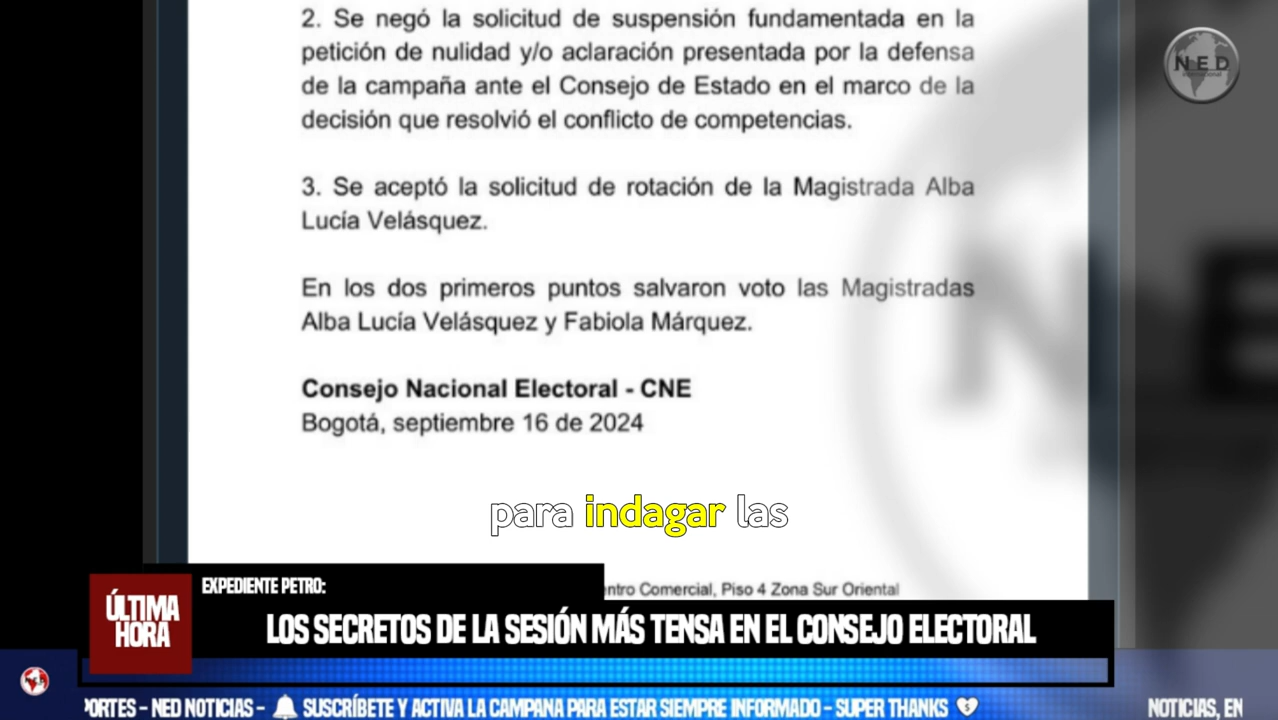 2. Se negó la solicitud de suspensión fundamentada en la
petición de nulidad y/o aclaración presentada por la defensa
de la campaña ante el Consejo de Estado en el marco de la
decisión que resolvió el conflicto de competencias.
3. Se aceptó la solicitud de rotación de la Magistrada Alba
Lucía Velásquez.
En los dos primeros puntos salvaron voto las Magistradas
Alba Lucía Velásquez y Fabiola Márquez.
Consejo Nacional Electoral - CNE
Bogotá, septiembre 16 de 2024
NED
para indagar las
Comercial, Piso 4 Zona Sur Oriental
EXPEDIENTE PETRO:
ÚLTIMA
HORA
LOS SECRETOS DE LA SESIÓN MÁS TENSA EN EL CONSEJO ELECTORAL
NED NOTICIAS – SUSCRÍBETE Y ACTIVA LA CAMPANA PARA ESTAR SIEMPRE INFORMADO – SUPER THANKS NOTICIAS, EN